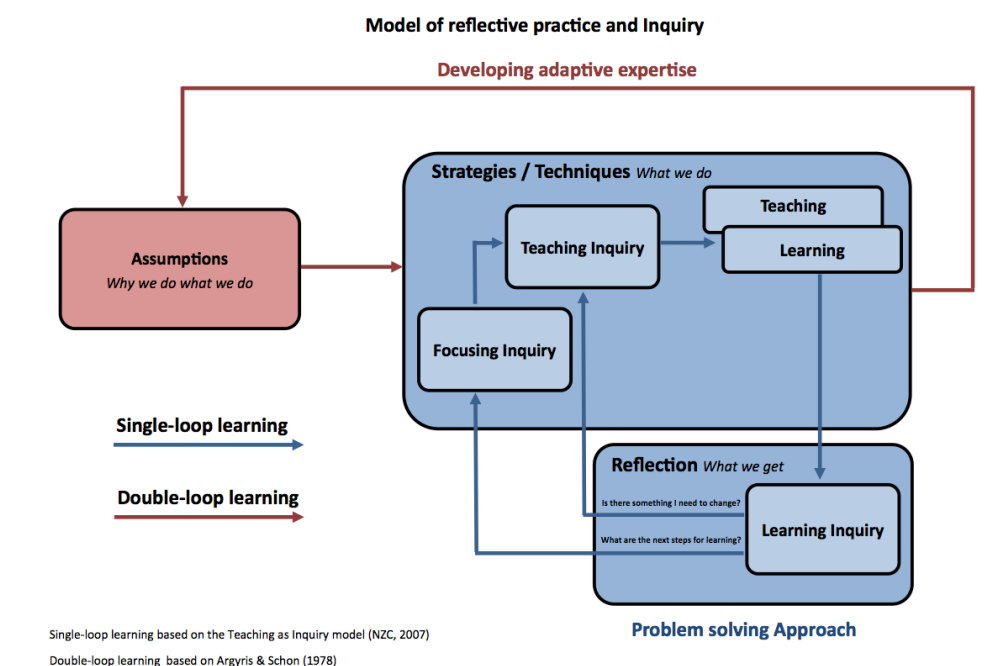 Model of reflective practice and Inquiry
Developing adaptive expertise
Strategies / Techniques What we do
Teaching
Teaching Inquiry
Learning
Assumptions
Why we do what we do
Focusing Inquiry
Single-loop learning
Reflection What we get
Double-loop learning
Is there something I need to change?
Learning Inquiry
What are the next steps for learning?
Problem solving Approach
Single-loop learning based on the Teaching as Inquiry model (NZC, 2007)
Double-loop learning based on Argyris & Schon (1978)